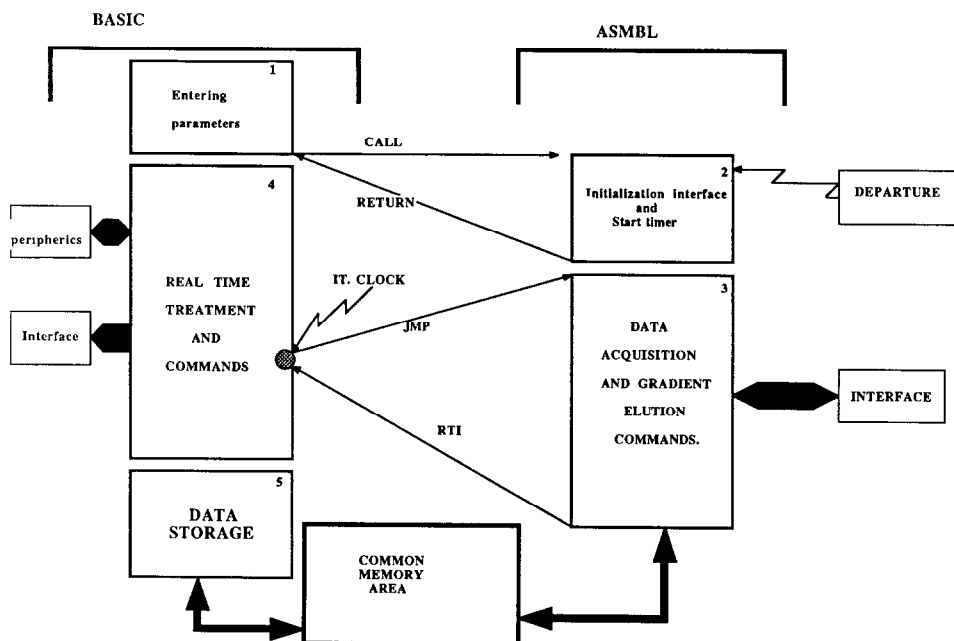 BASIC
ASMBL
1
Entering
parameters
CALL
2
Initialization interface
and
Start timer
DEPARTURE
4
RETURN
peripherics
REAL TIME
TREATMENT
AND
COMMANDS
IT. CLOCK
JMP
3
DATA
ACQUISITION
AND GRADIENT
ELUTION
COMMANDS.
Interface
INTERFACE
RTI
5
DATA
STORAGE
COMMON
MEMORY
AREA